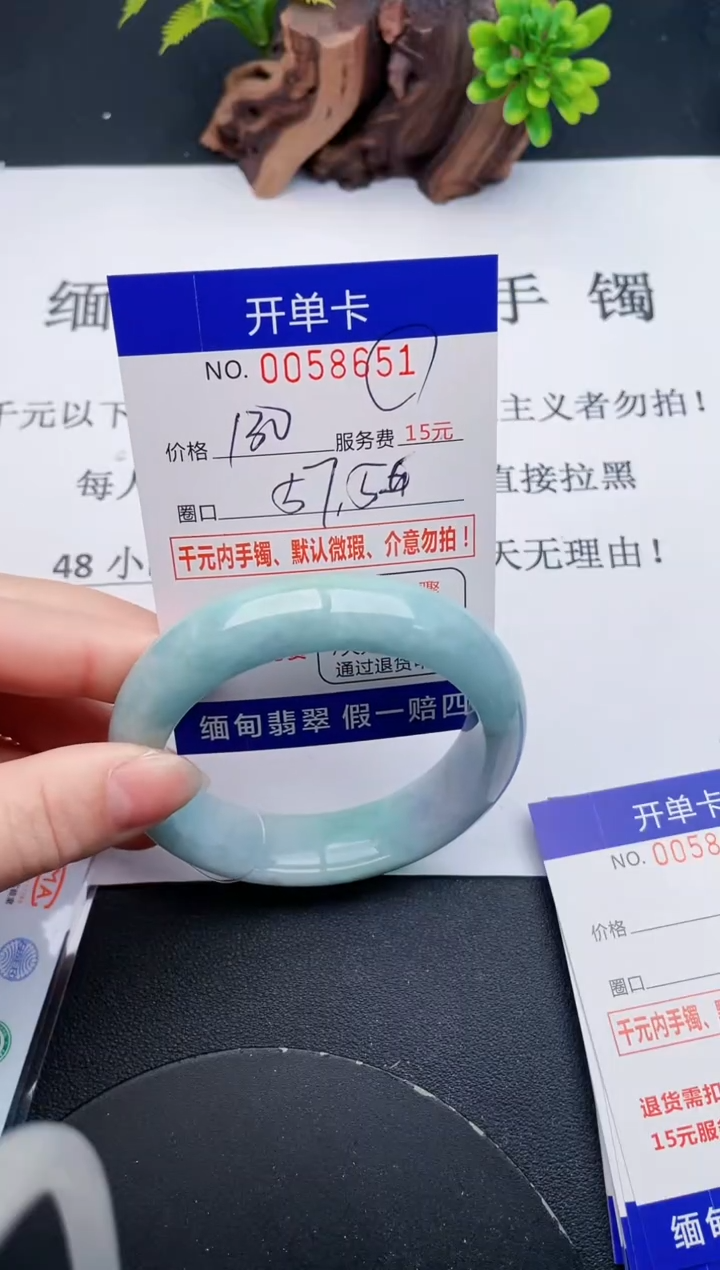 缅
手 镯
千元以下
主义者勿拍！
每人
直接拉黑
48 小
天无理由！
开单卡
NO. 0058651
价格 130 服务费 15元
圈口 57.5
千元内手镯、默认微瑕、介意勿拍！
通过退货
缅甸翡翠 假一赔四
开单卡
NO. 0058
价格
圈口
千元内手镯、
退货需扣
15元服
缅甸
MA